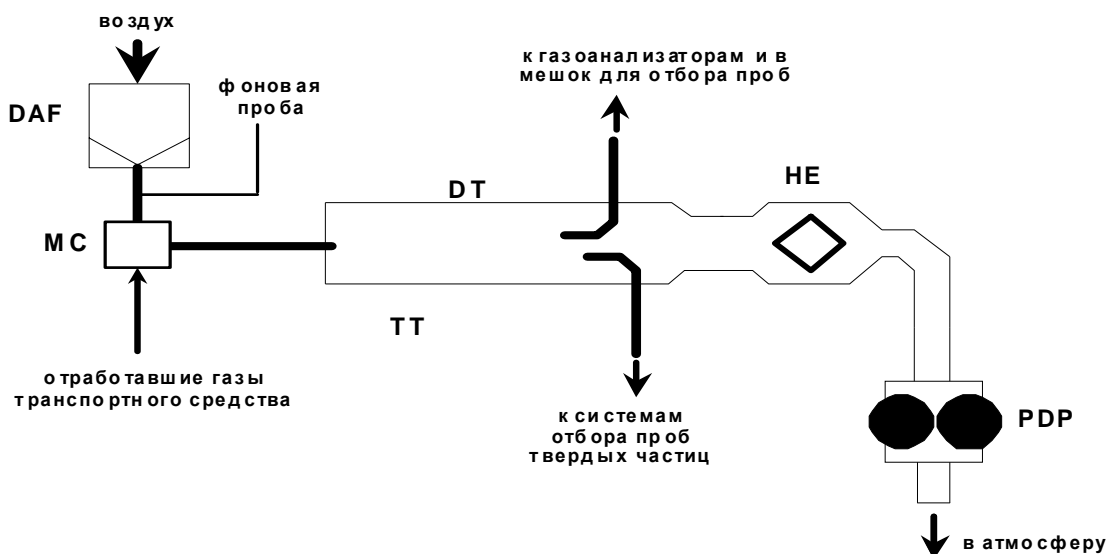 воздух
фоновая
проба
DAF
MC
отработавшие газы
транспортного средства
DT
TT
к газоанализаторам и в
мешок для отбора проб
HE
к системам
отбора проб
твердых частиц
PDP
в атмосферу